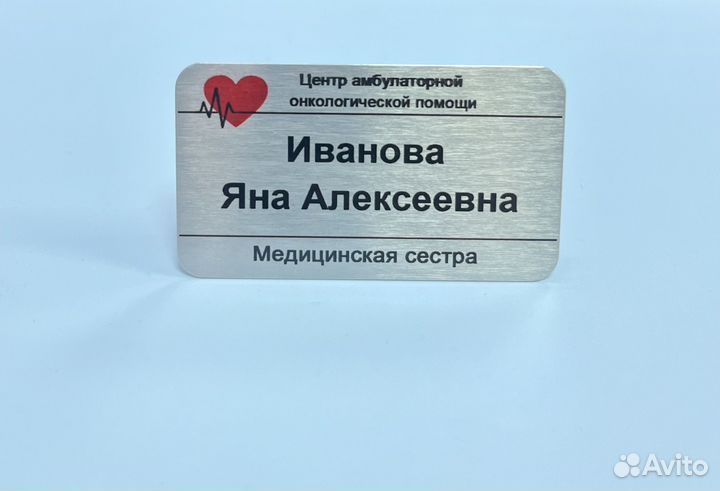 Центр амбулаторной
онкологической помощи
Иванова
Яна Алексеевна
Медицинская сестра
Avito